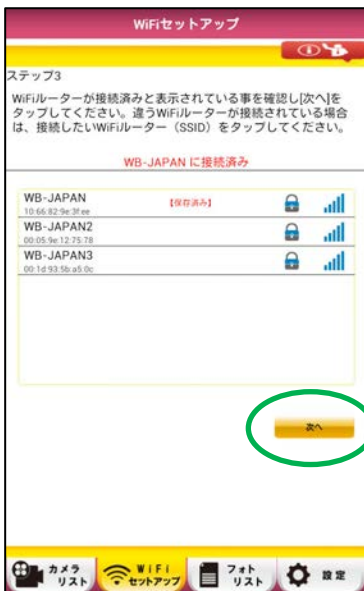 WiFiセットアップ
ステップ3
WiFiルーターが接続済みと表示されている事を確認し[次へ]を
タップしてください。違うWiFiルーターが接続されている場合
は、接続したいWiFiルーター（SSID）をタップしてください。
WB-JAPAN に接続済み
WB-JAPAN 【保存済み】
10:66:82:9e:3f:ee
WB-JAPAN2
00:05:9e:12:75:78
WB-JAPAN3
00:1d:93:5b:a5:0c
次へ
カメラ
リスト
WiFi
セットアップ
フォト
リスト
設定